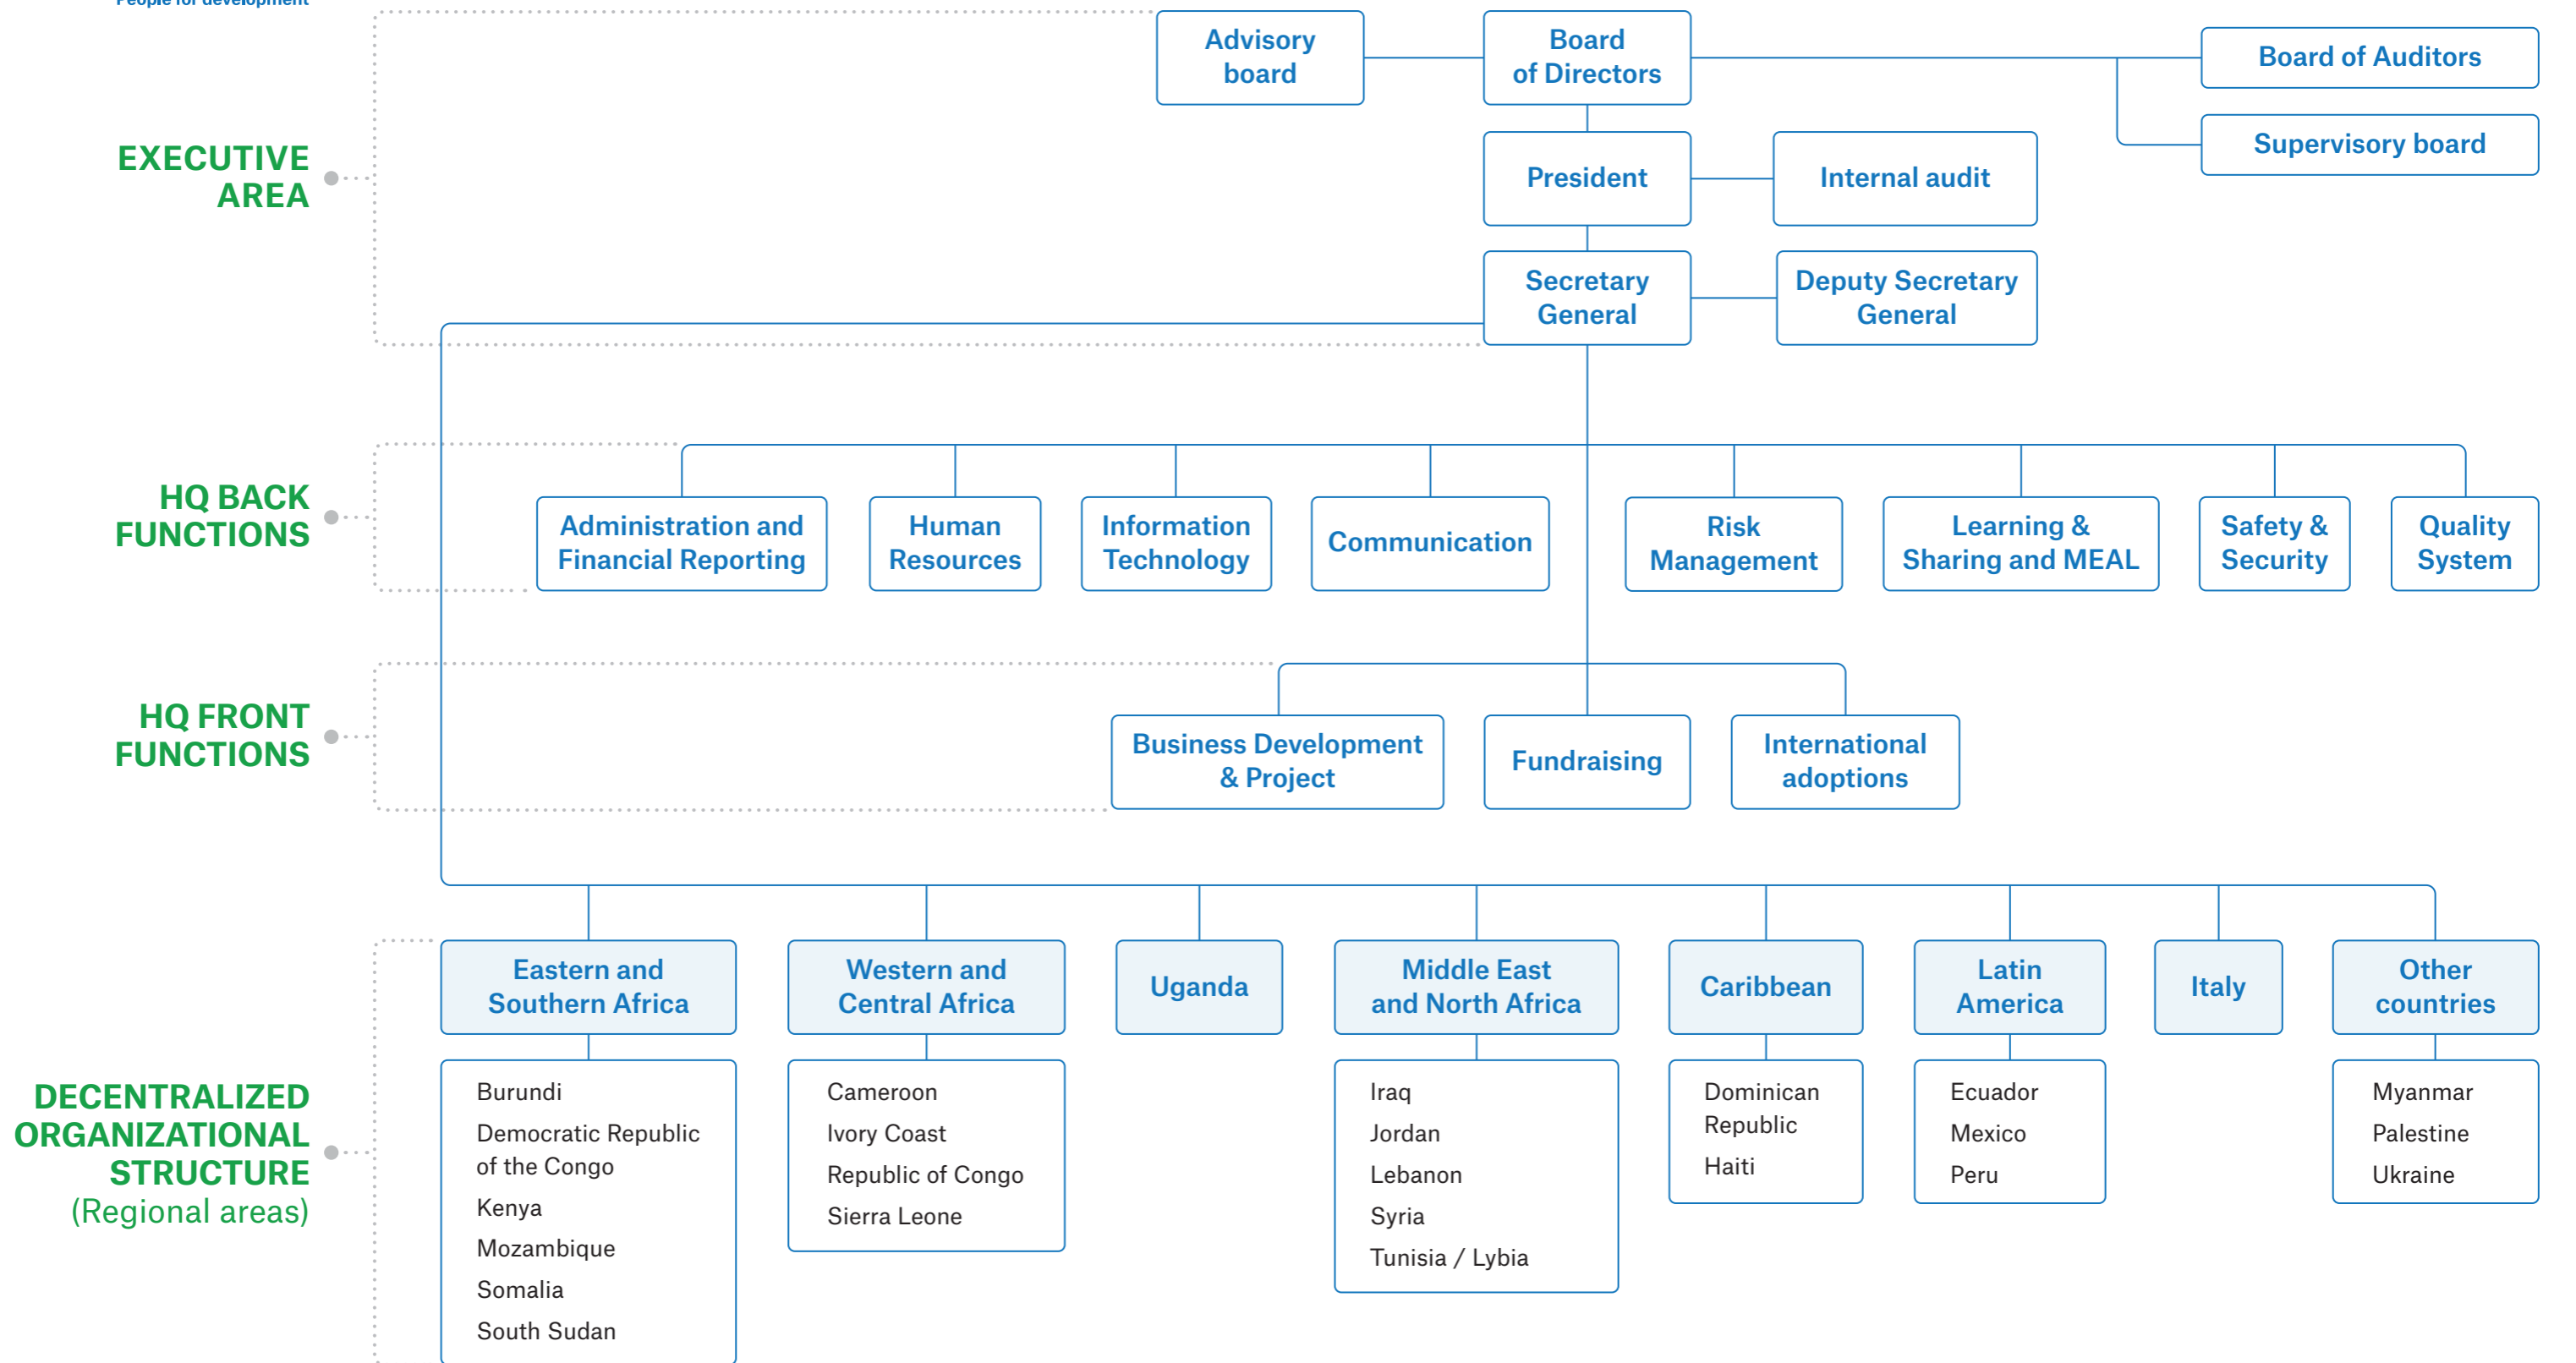 People for development
Advisory
board
Board
of Directors
Board of Auditors
Supervisory board
EXECUTIVE
AREA
President
Internal audit
Secretary
General
Deputy Secretary
General
HQ BACK
FUNCTIONS
Administration and
Financial Reporting
Human
Resources
Information
Technology
Communication
Risk
Management
Learning &
Sharing and MEAL
Safety &
Security
Quality
System
HQ FRONT
FUNCTIONS
Business Development
& Project
Fundraising
International
adoptions
DECENTRALIZED
ORGANIZATIONAL
STRUCTURE
(Regional areas)
Eastern and
Southern Africa
Burundi
Democratic Republic
of the Congo
Kenya
Mozambique
Somalia
South Sudan
Western and
Central Africa
Cameroon
Ivory Coast
Republic of Congo
Sierra Leone
Uganda
Middle East
and North Africa
Iraq
Jordan
Lebanon
Syria
Tunisia / Lybia
Caribbean
Dominican
Republic
Haiti
Latin
America
Ecuador
Mexico
Peru
Italy
Other
countries
Myanmar
Palestine
Ukraine